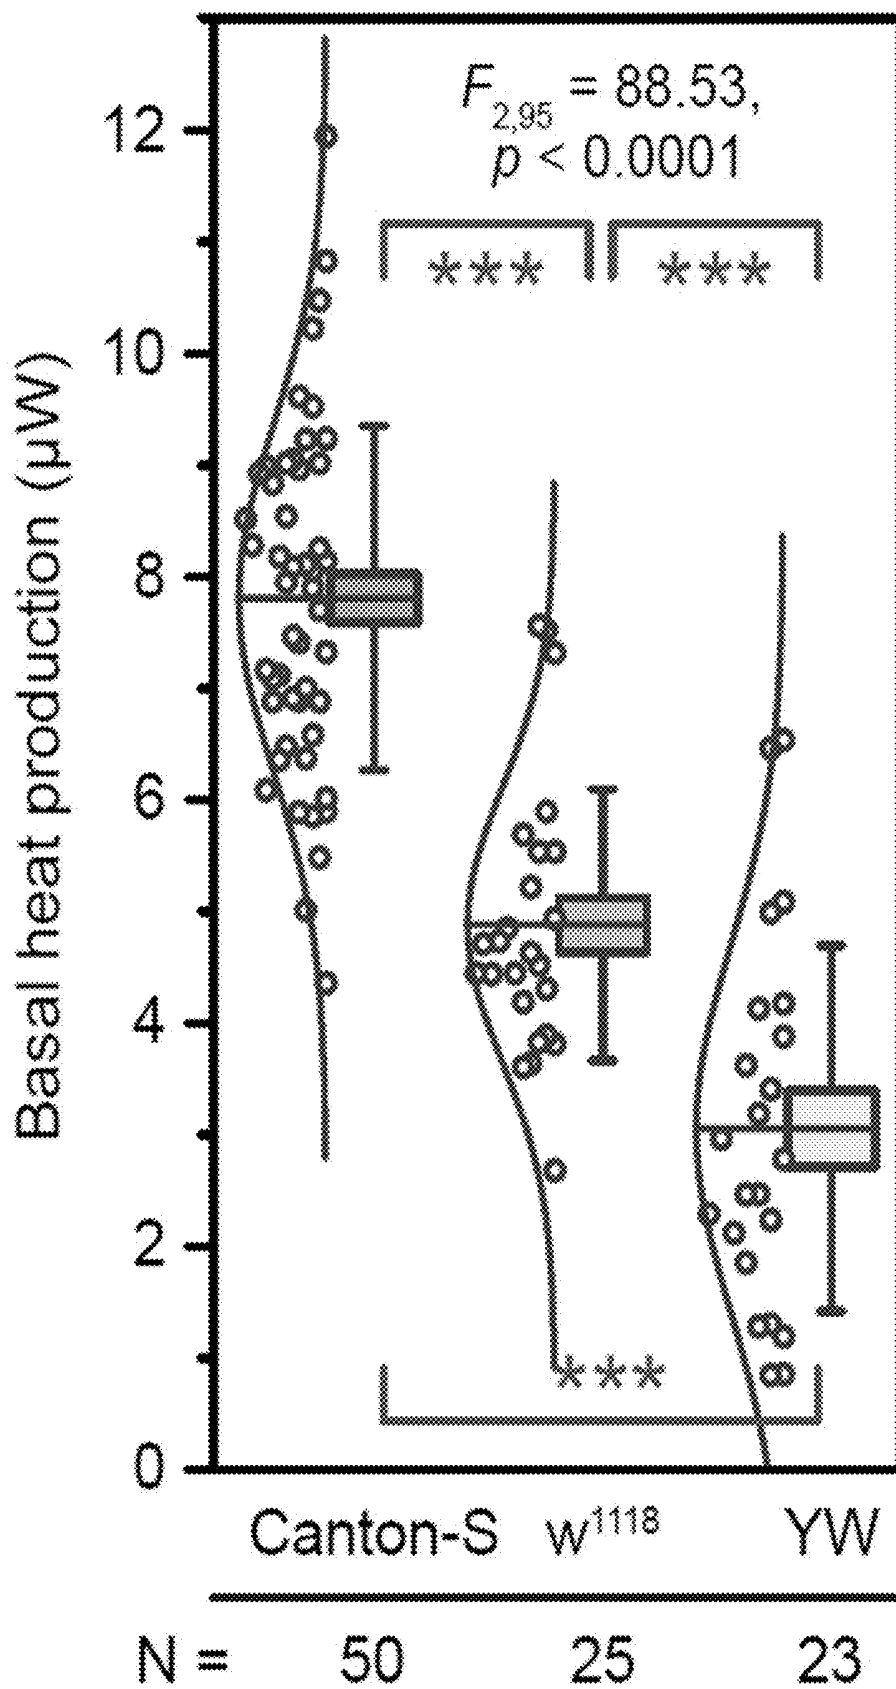 F2,95 = 88.53,
p < 0.0001
*** ***
Basal heat production (µW)
12
10
8
6
4
2
0
***
Canton-S w1118 YW
N = 50 25 23